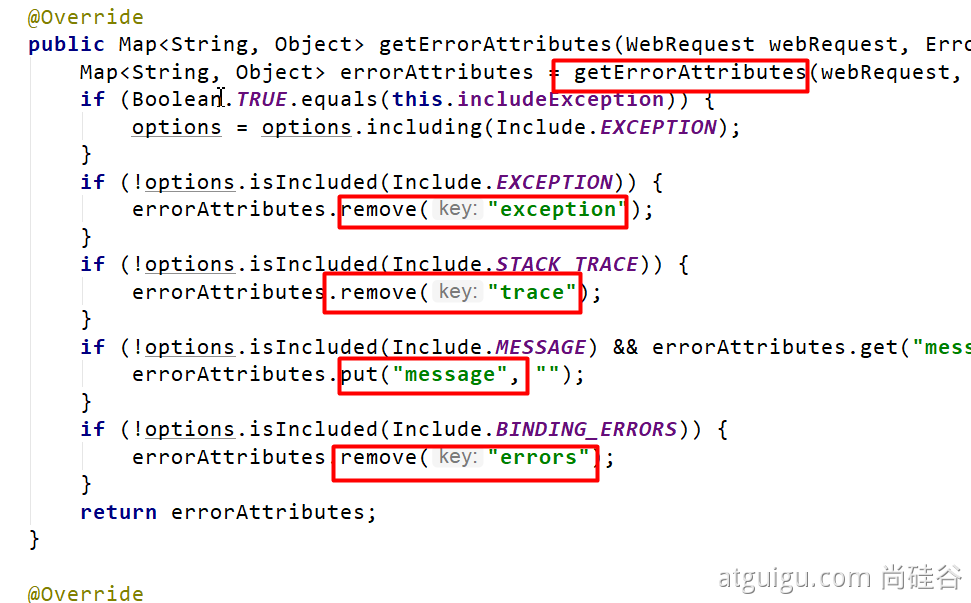 @Override
public Map<String, Object> getErrorAttributes(WebRequest webRequest, Erro
Map<String, Object> errorAttributes = getErrorAttributes(webRequest,
if (Boolean.TRUE.equals(this.includeException)) {
options = options.including(Include.EXCEPTION);
}
if (!options.isIncluded(Include.EXCEPTION)) {
errorAttributes.remove( key: "exception");
}
if (!options.isIncluded(Include.STACK_TRACE)) {
errorAttributes.remove( key: "trace");
}
if (!options.isIncluded(Include.MESSAGE) && errorAttributes.get("mess
errorAttributes.put("message", "");
}
if (!options.isIncluded(Include.BINDING_ERRORS)) {
errorAttributes.remove( key: "errors");
}
return errorAttributes;
}
@Override
atguigu.com 尚硅谷